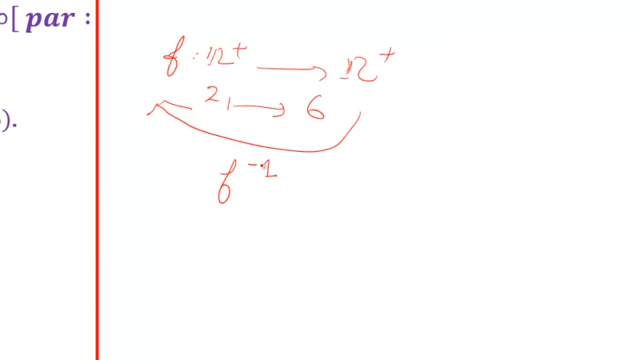 o[ par :
f : ℝ⁺ ⟶ ℝ⁺
2, ⟶ 6
).
f⁻¹